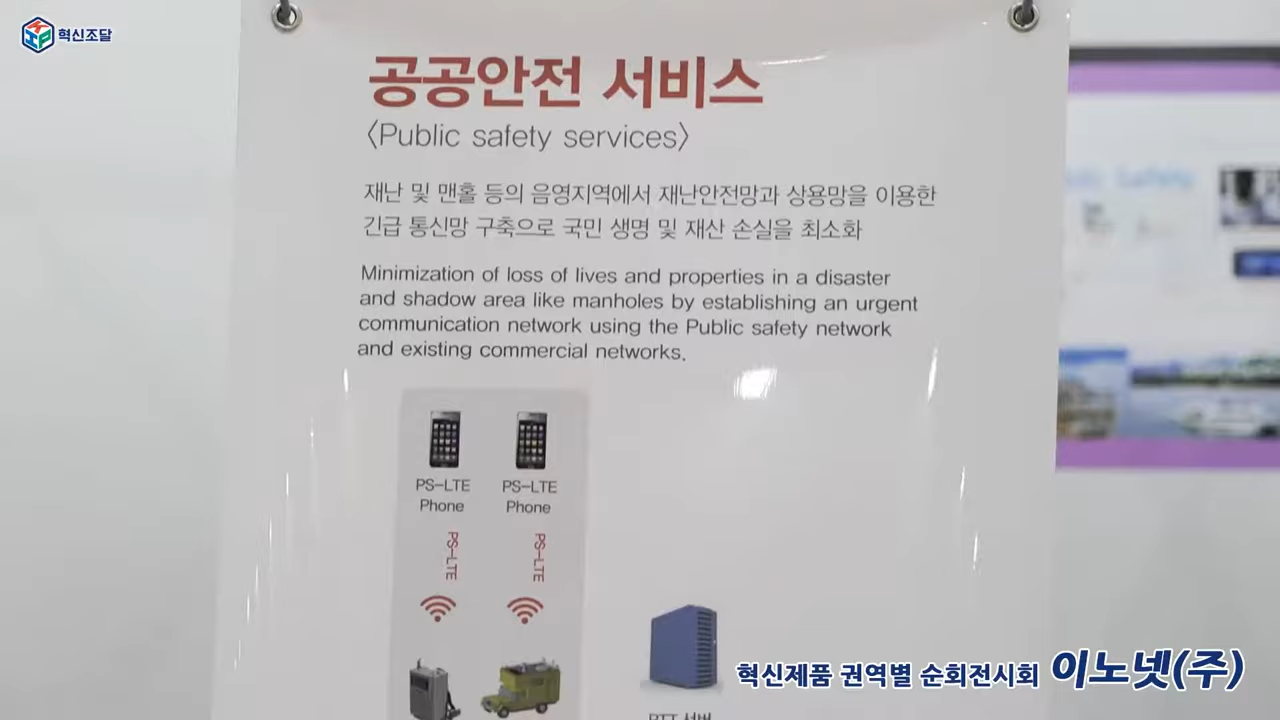 혁신조달
공공안전 서비스
〈Public safety services〉
재난 및 맨홀 등의 음영지역에서 재난안전망과 상용망을 이용한
긴급 통신망 구축으로 국민 생명 및 재산 손실을 최소화
Minimization of loss of lives and properties in a disaster
and shadow area like manholes by establishing an urgent
communication network using the Public safety network
and existing commercial networks.
PS-LTE
Phone
PS-LTE
Phone
PS-LTE
PS-LTE
혁신제품 권역별 순회전시회 이노넷(주)